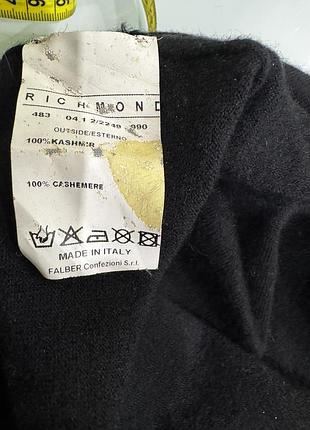 RICHMOND
483 04.1 2/2249 990
OUTSIDE/ESTERNO
100%KASHMIR
100% CASHEMERE
MADE IN ITALY
FALBER Confezioni S.r.l.